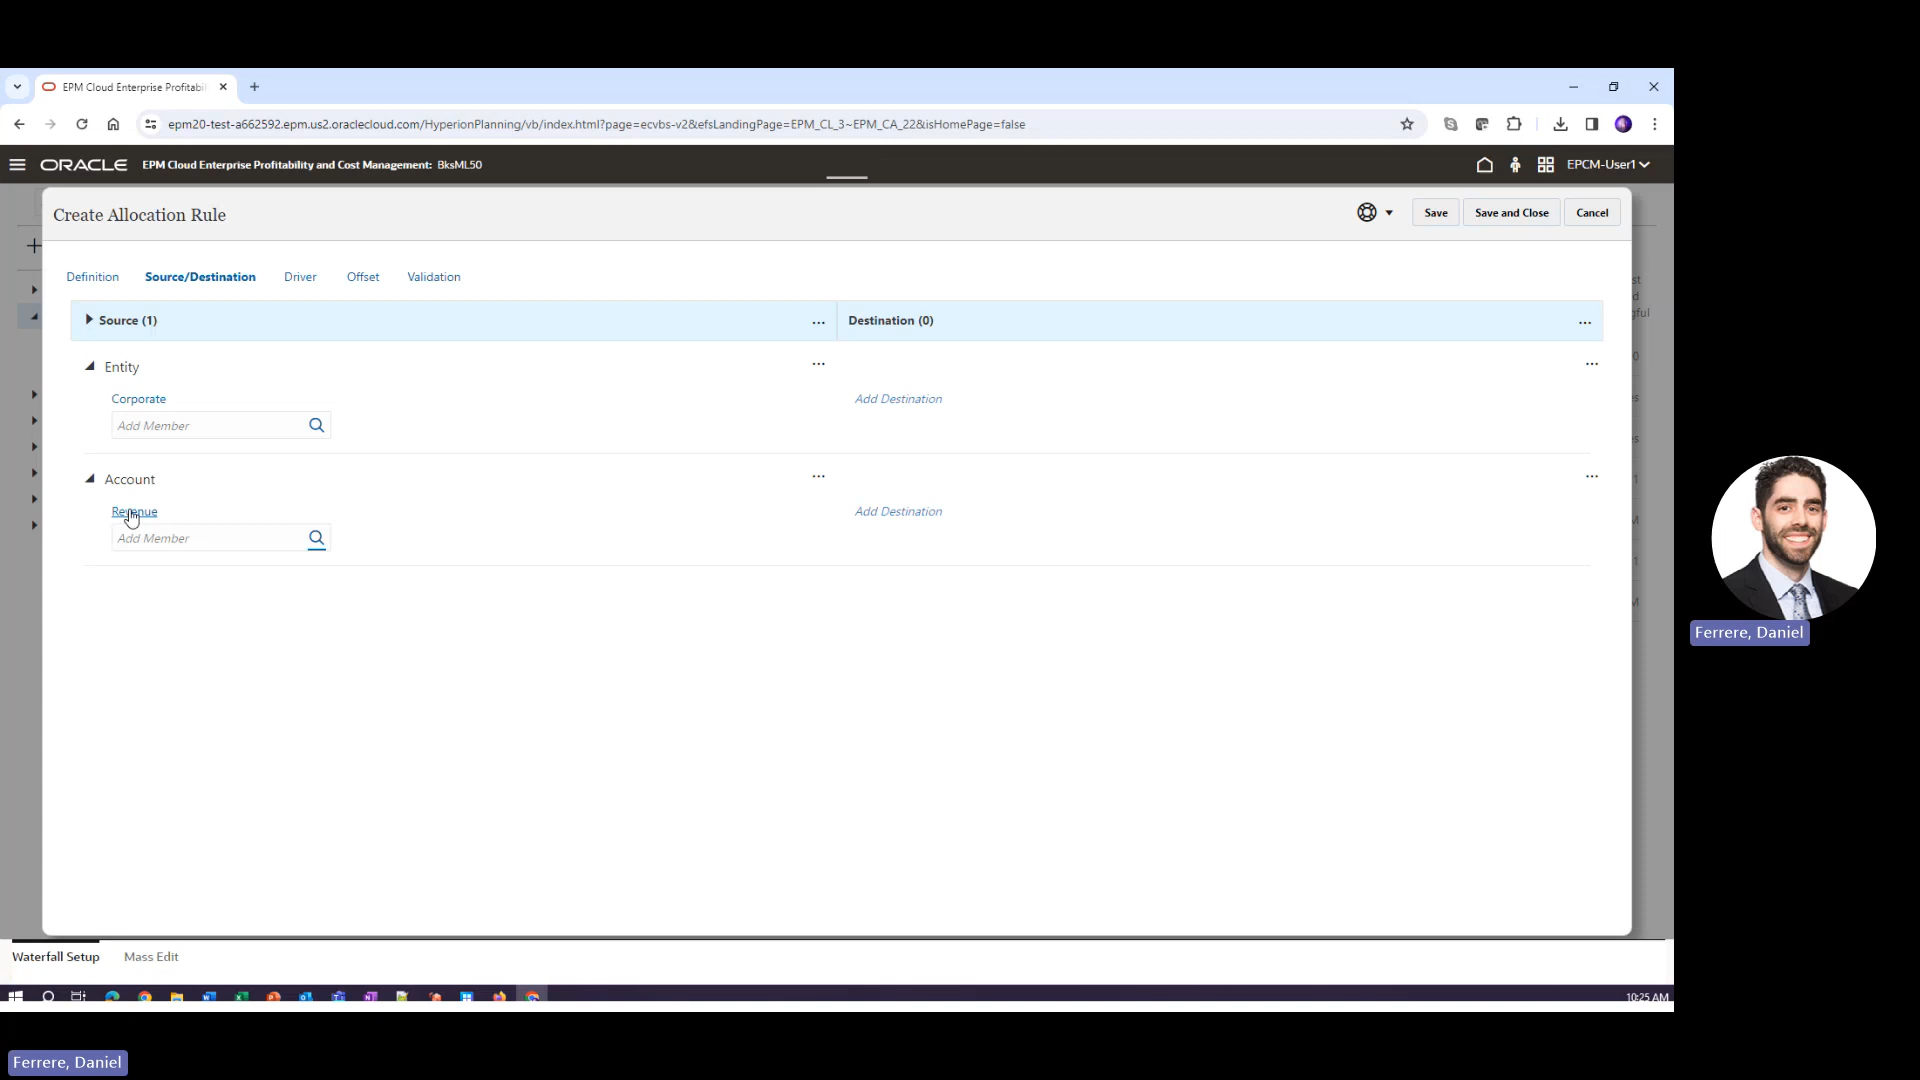 EPM Cloud Enterprise Profitabil
epm20-test-a662592.epm.us2.oraclecloud.com/HyperionPlanning/vb/index.html?page=ecvbs-v2&efsLandingPage=EPM_CL_3~EPM_CA_22&isHomePage=false
ORACLE EPM Cloud Enterprise Profitability and Cost Management: BksML50 EPCM-User1
Create Allocation Rule Save Save and Close Cancel
Definition Source/Destination Driver Offset Validation
Source (1) ... Destination (0) ...
Entity ... ...
Corporate Add Destination
Add Member
Account ... ...
Revenue Add Destination
Add Member
Ferrere, Daniel
Waterfall Setup Mass Edit
10:25 AM
Ferrere, Daniel